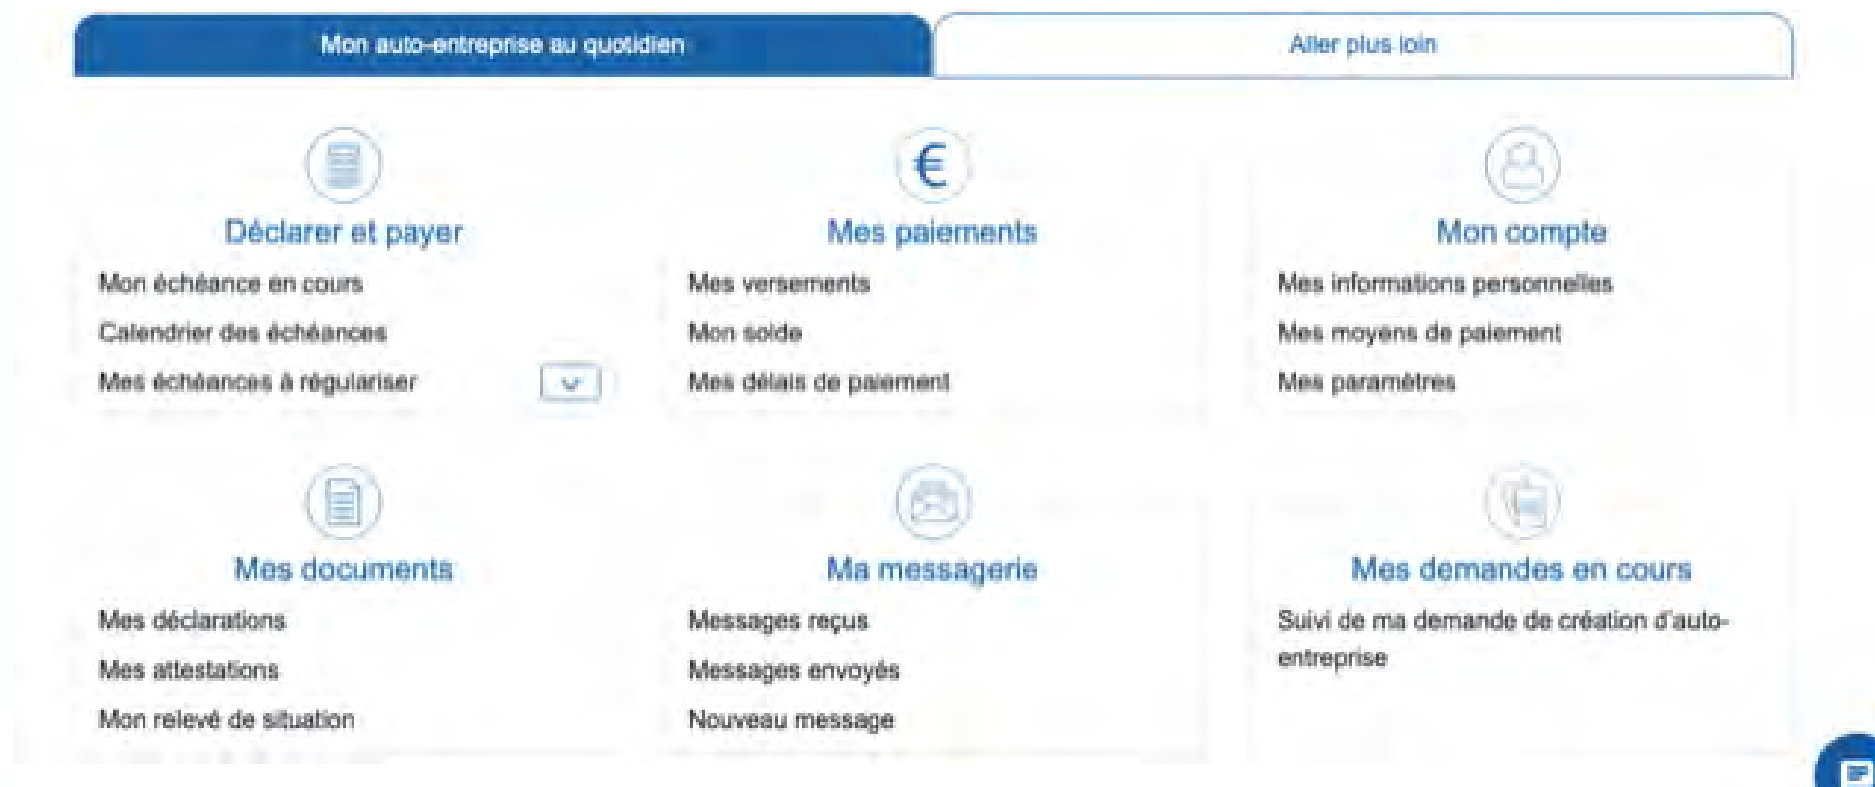 Mon auto-entreprise au quotidien
Aller plus loin
€
Déclarer et payer
Mon échéance en cours
Calendrier des échéances
Mes échéances à régulariser
Mes paiements
Mes versements
Mon solde
Mes délais de paiement
Mon compte
Mes informations personnelles
Mes moyens de paiement
Mes paramètres
Mes documents
Mes déclarations
Mes attestations
Mon relevé de situation
Ma messagerie
Messages reçus
Messages envoyés
Nouveau message
Mes demandes en cours
Suivi de ma demande de création d'auto-
entreprise